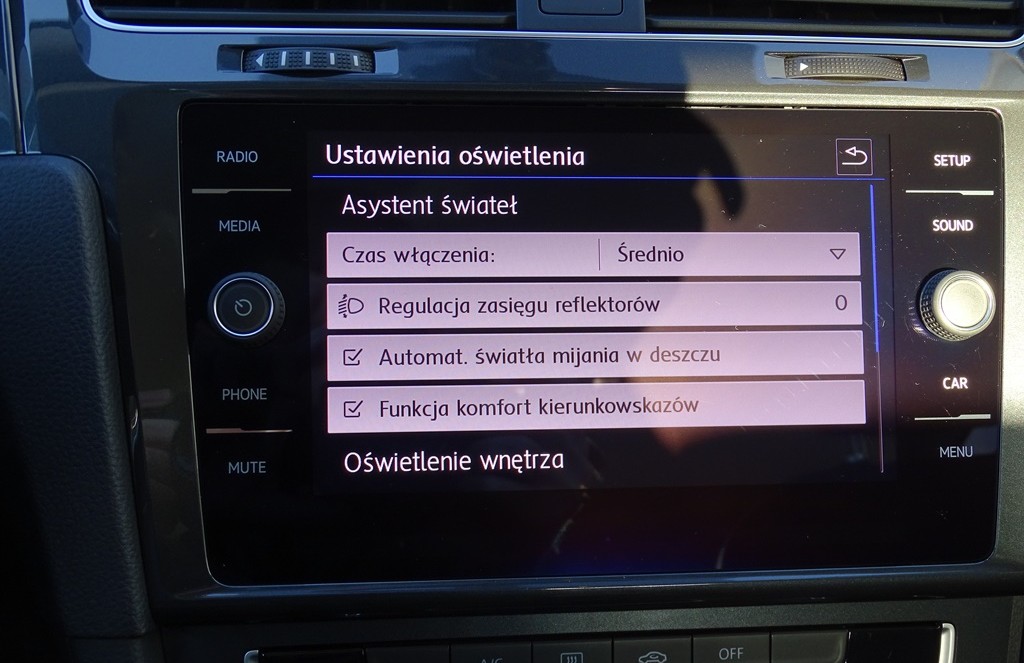 RADIO
MEDIA
PHONE
MUTE
Ustawienia oświetlenia
Asystent świateł
Czas włączenia: Średnio
Regulacja zasięgu reflektorów 0
Automat. światła mijania w deszczu
Funkcja komfort kierunkowskazów
Oświetlenie wnętrza
SETUP
SOUND
CAR
MENU
A/C
OFF